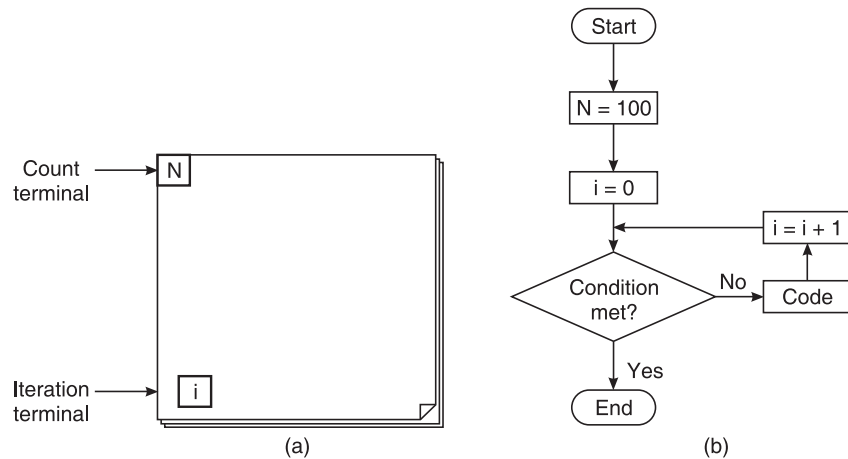 Count
terminal
N
Iteration
terminal
i
(a)
Start
N = 100
i = 0
i = i + 1
Condition
met?
No
Code
Yes
End
(b)